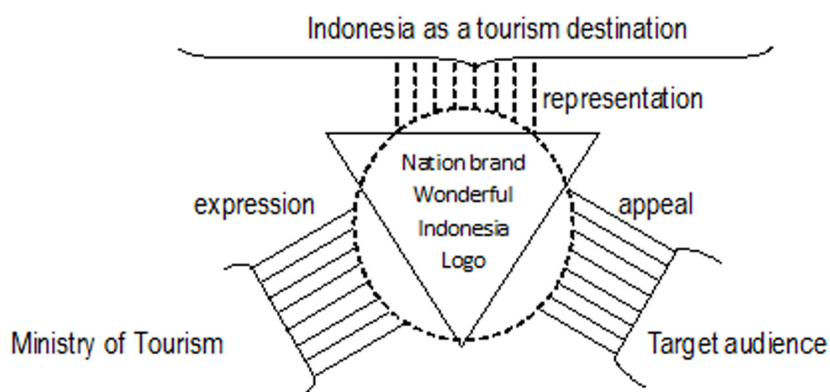 Indonesia as a tourism destination
representation
Nation brand
Wonderful
Indonesia
Logo
expression
appeal
Ministry of Tourism
Target audience